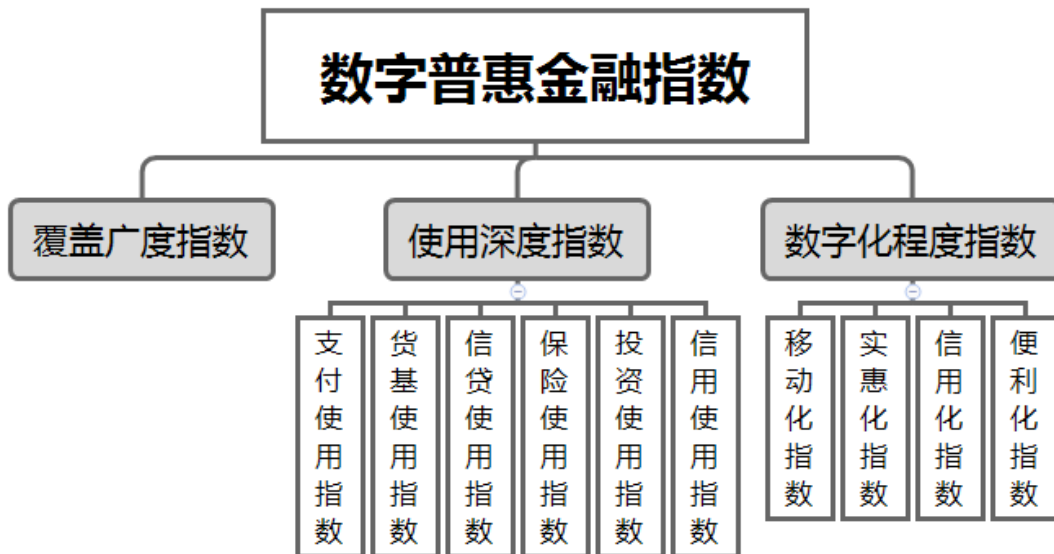 数字普惠金融指数
覆盖广度指数
使用深度指数
数字化程度指数
支付使用指数
货基使用指数
信贷使用指数
保险使用指数
投资使用指数
信用使用指数
移动化指数
实惠化指数
信用化指数
便利化指数